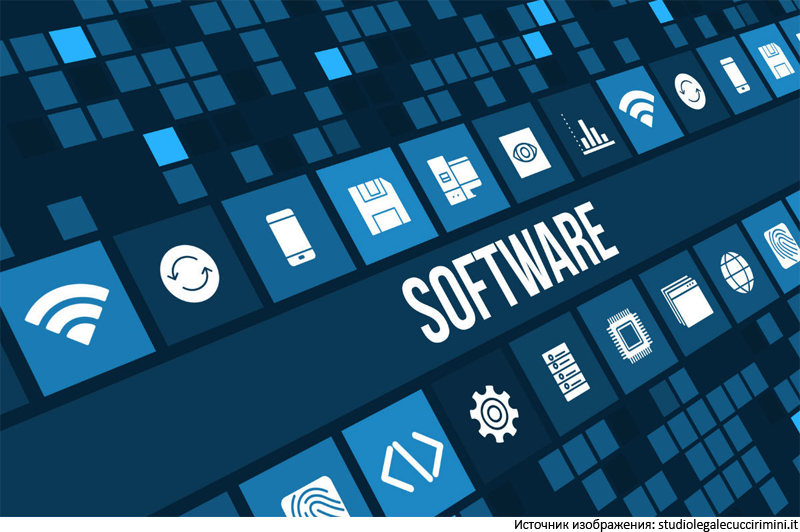 SOFTWARE
Источник изображения: studiolegalecuccirimini.it